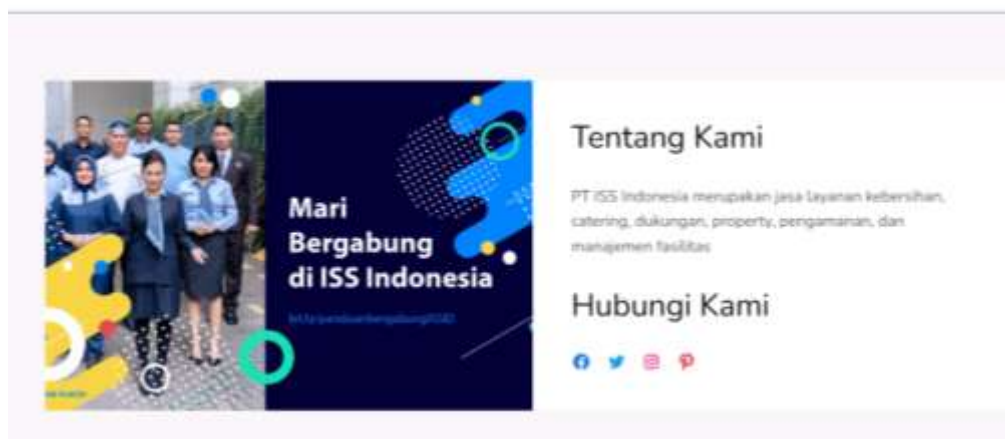 Mari
Bergabung
di ISS Indonesia
Tentang Kami
PT ISS Indonesia merupakan jasa layanan kebersihan,
catering, dukungan, property, pengamanan, dan
manajemen fasilitas
Hubungi Kami